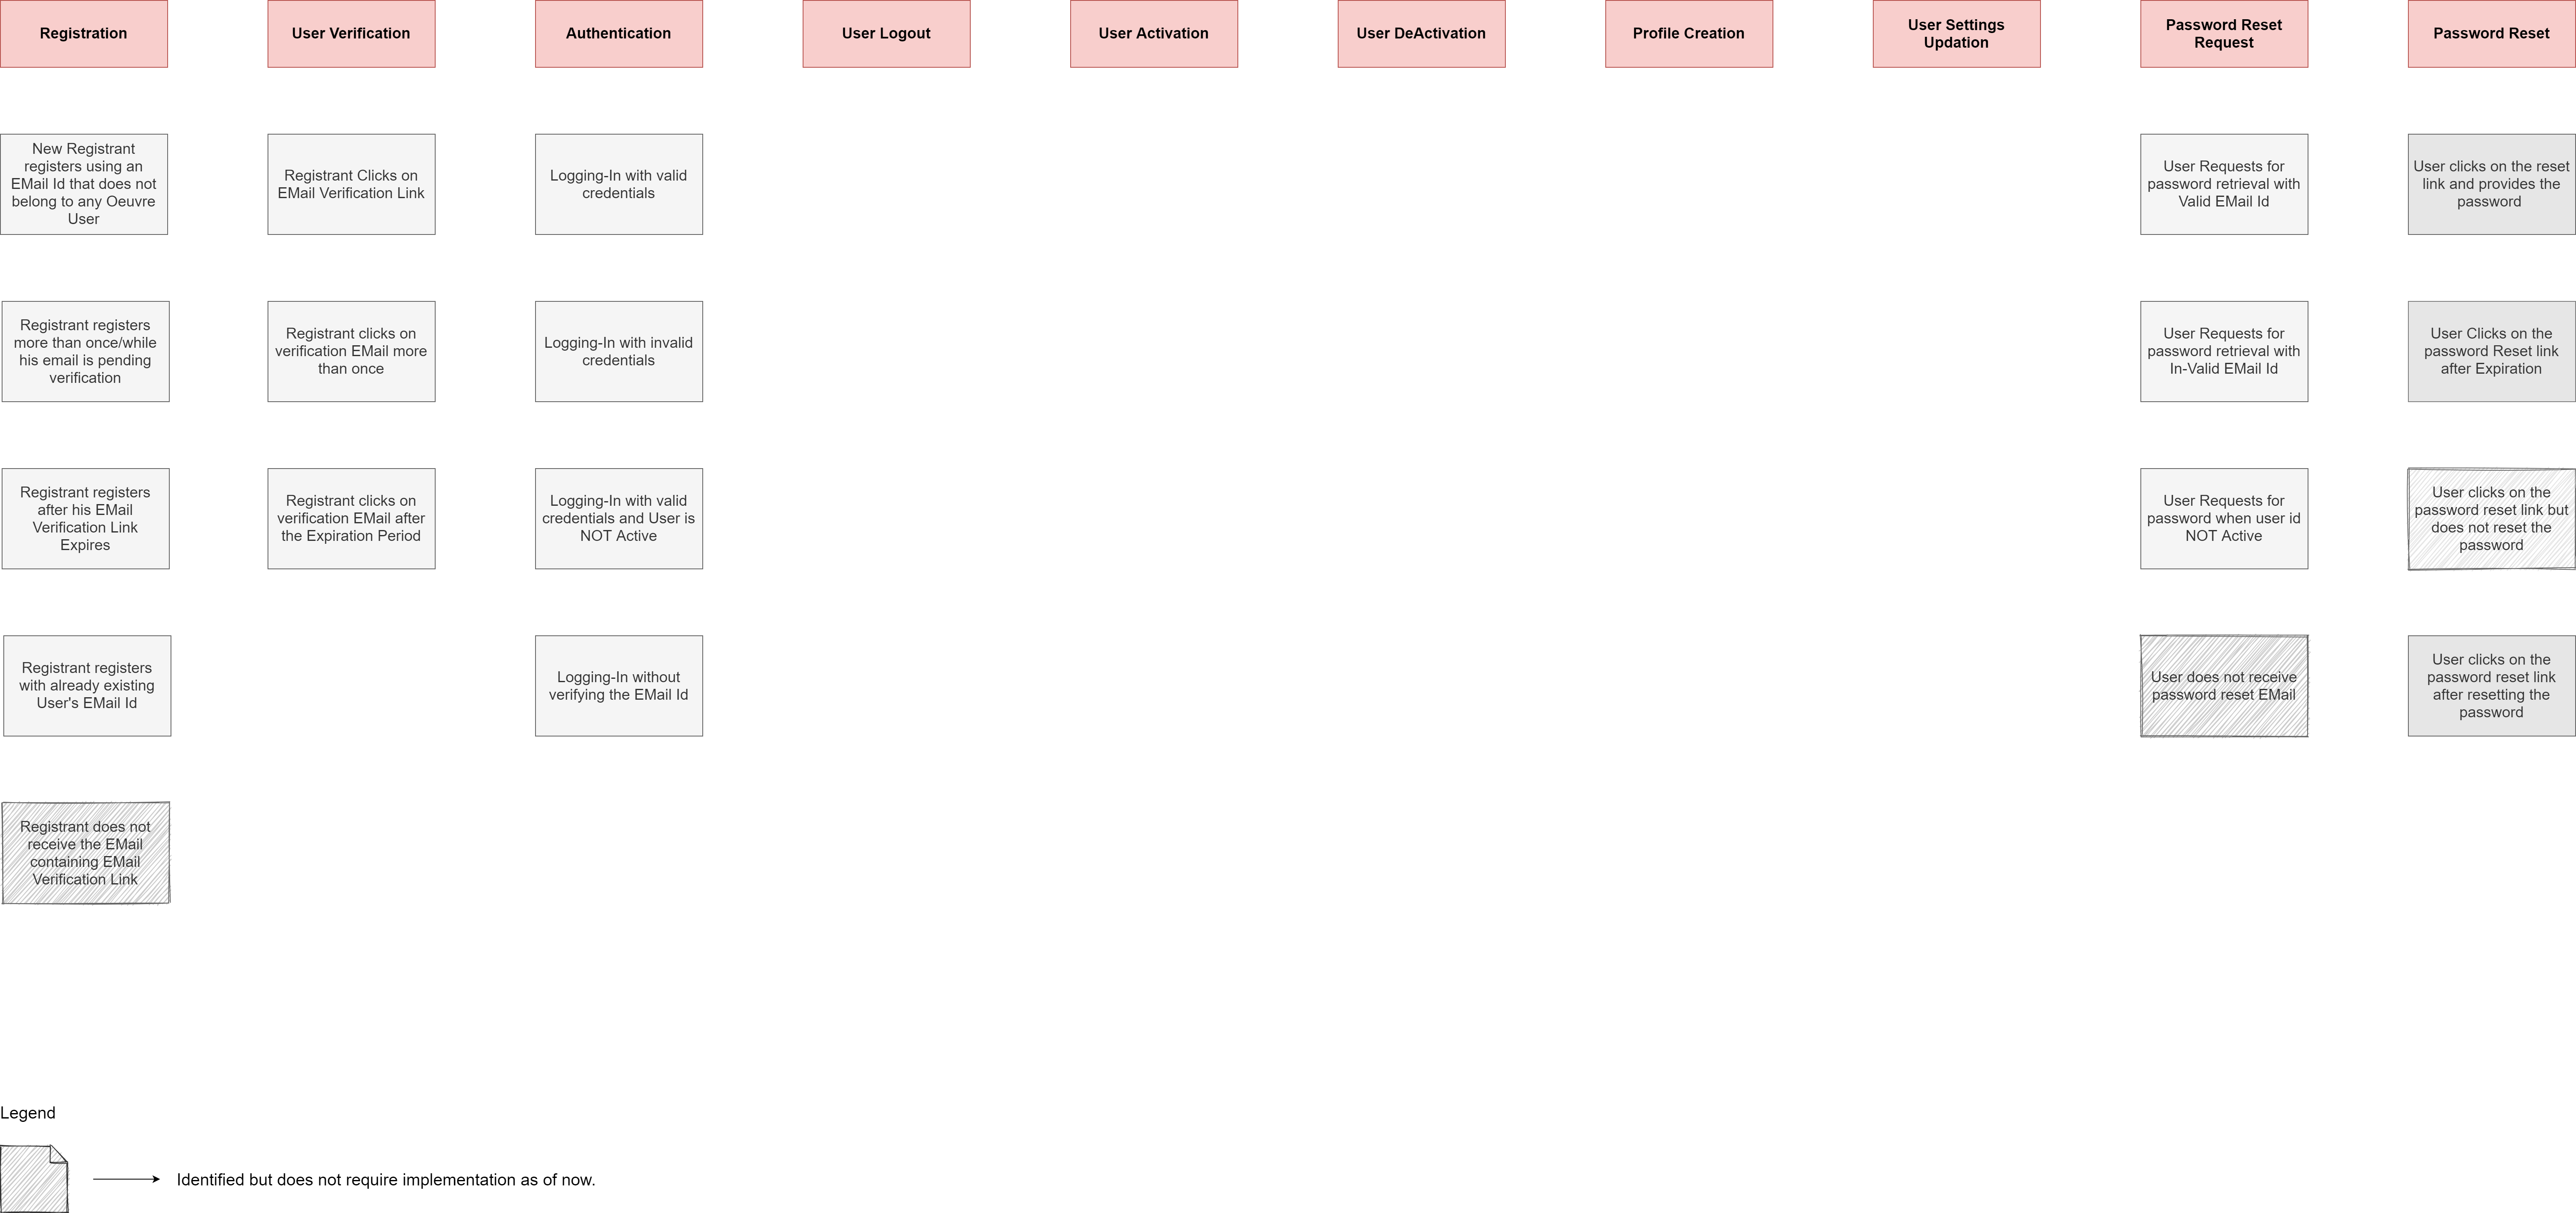 Registration
User Verification
Authentication
User Logout
User Activation
User DeActivation
Profile Creation
User Settings
Updation
Password Reset
Request
Password Reset
New Registrant
registers using an
EMail Id that does not
belong to any Oeuvre
User
Registrant Clicks on
EMail Verification Link
Logging-In with valid
credentials
User Requests for
password retrieval with
Valid EMail Id
User clicks on the reset
link and provides the
password
Registrant registers
more than once/while
his email is pending
verification
Registrant clicks on
verification EMail more
than once
Logging-In with invalid
credentials
User Requests for
password retrieval with
In-Valid EMail Id
User Clicks on the
password Reset link
after Expiration
Registrant registers
after his EMail
Verification Link
Expires
Registrant clicks on
verification EMail after
the Expiration Period
Logging-In with valid
credentials and User is
NOT Active
User Requests for
password when user id
NOT Active
User clicks on the
password reset link but
does not reset the
password
Registrant registers
with already existing
User's EMail Id
Logging-In without
verifying the EMail Id
User does not receive
password reset EMail
User clicks on the
password reset link
after resetting the
password
Registrant does not
receive the EMail
containing EMail
Verification Link
Legend
Identified but does not require implementation as of now.